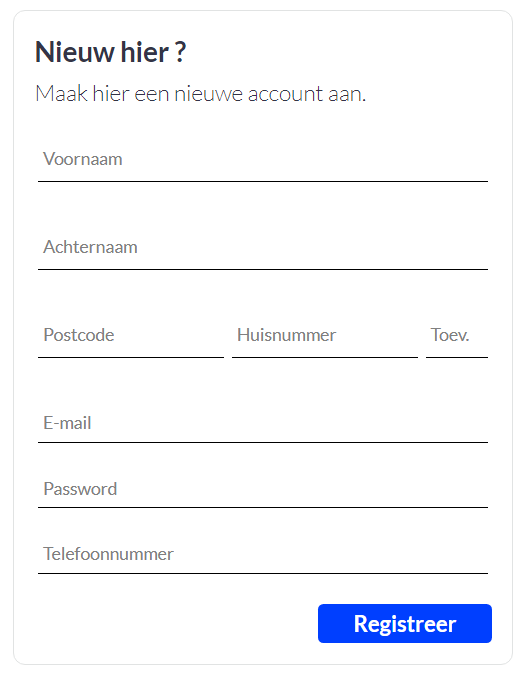 Nieuw hier ?
Maak hier een nieuwe account aan.
Voornaam
Achternaam
Postcode Huisnummer Toev.
E-mail
Password
Telefoonnummer
Registreer